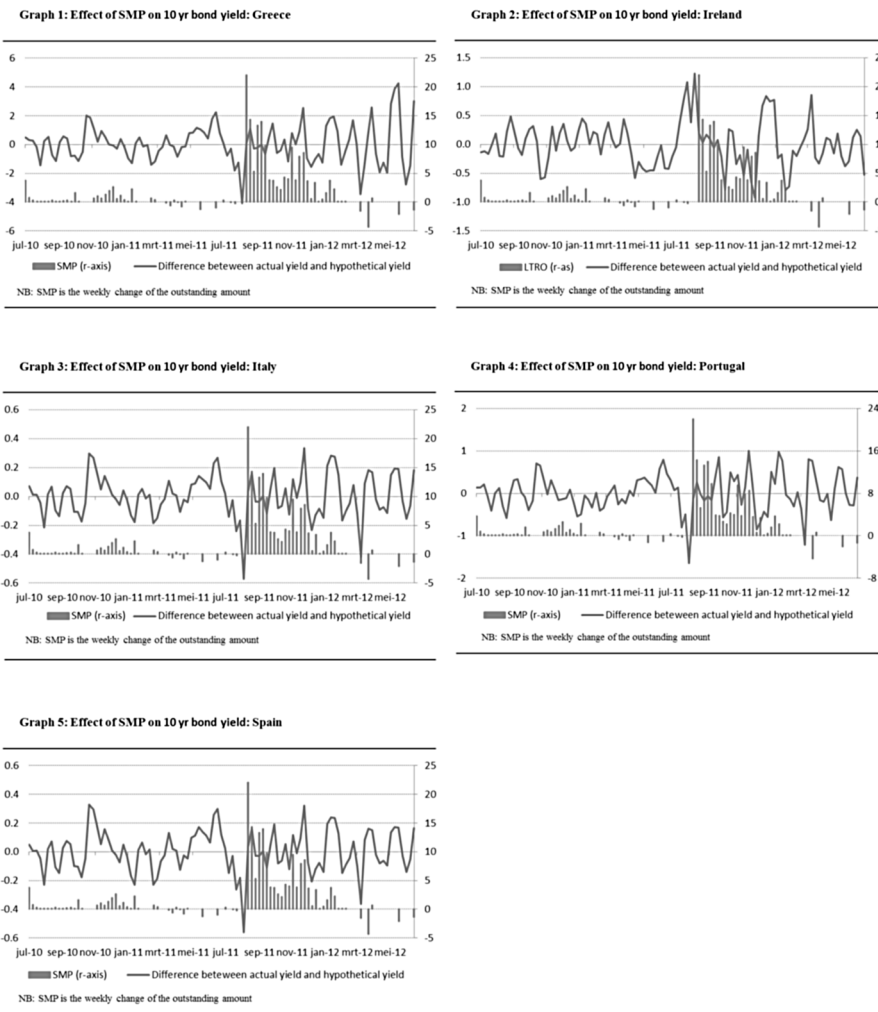 Graph 1: Effect of SMP on 10 yr bond yield: Greece
6
4
2
0
-2
-4
-6
25
20
15
10
5
0
-5
jul-10 sep-10 nov-10 jan-11 mrt-11 mei-11 jul-11 sep-11 nov-11 jan-12 mrt-12 mei-12
SMP (r-axis) Difference beteween actual yield and hypothetical yield
NB: SMP is the weekly change of the outstanding amount
Graph 2: Effect of SMP on 10 yr bond yield: Ireland
1.5
1.0
0.5
0.0
-0.5
-1.0
-1.5
jul-10 sep-10 nov-10 jan-11 mrt-11 mei-11 jul-11 sep-11 nov-11 jan-12 mrt-12 mei-12
LTRO (r-as) Difference beteween actual yield and hypothetical yield
NB: SMP is the weekly change of the outstanding amount
Graph 3: Effect of SMP on 10 yr bond yield: Italy
0.6
0.4
0.2
0.0
-0.2
-0.4
-0.6
25
20
15
10
5
0
-5
jul-10 sep-10 nov-10 jan-11 mrt-11 mei-11 jul-11 sep-11 nov-11 jan-12 mrt-12 mei-12
SMP (r-axis) Difference beteween actual yield and hypothetical yield
NB: SMP is the weekly change of the outstanding amount
Graph 4: Effect of SMP on 10 yr bond yield: Portugal
2
1
0
-1
-2
24
16
8
0
-8
jul-10 sep-10 nov-10 jan-11 mrt-11 mei-11 jul-11 sep-11 nov-11 jan-12 mrt-12 mei-12
SMP (r-axis) Difference beteween actual yield and hypothetical yield
NB: SMP is the weekly change of the outstanding amount
Graph 5: Effect of SMP on 10 yr bond yield: Spain
0.6
0.4
0.2
0.0
-0.2
-0.4
-0.6
25
20
15
10
5
0
-5
jul-10 sep-10 nov-10 jan-11 mrt-11 mei-11 jul-11 sep-11 nov-11 jan-12 mrt-12 mei-12
SMP (r-axis) Difference beteween actual yield and hypothetical yield
NB: SMP is the weekly change of the outstanding amount